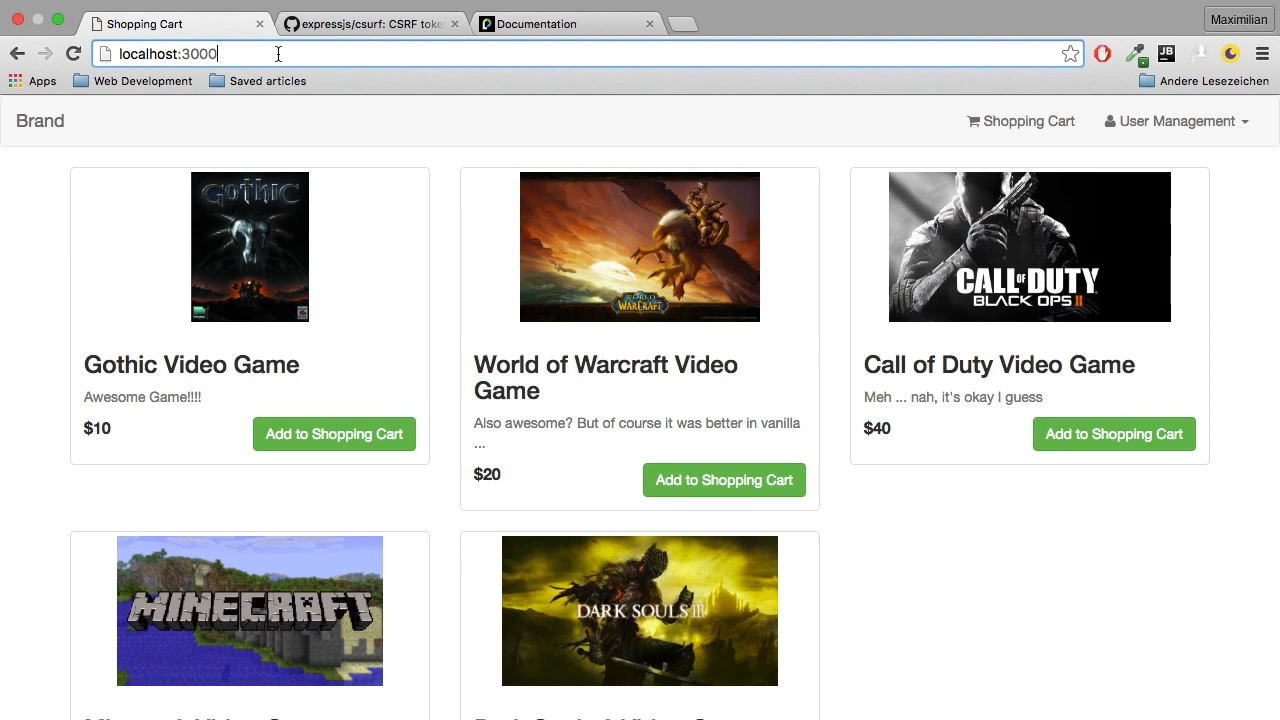 Shopping Cart
expressjs/csurf: CSRF toke
Documentation
Maximilian
localhost:3000
JB
Apps
Web Development
Saved articles
Andere Lesezeichen
Brand
Shopping Cart
User Management
GOTHIC
WORLD
WARCRAFT
CALL OF DUTY
BLACK OPS II
Gothic Video Game
Awesome Game!!!!
$10
Add to Shopping Cart
World of Warcraft Video
Game
Also awesome? But of course it was better in vanilla
...
$20
Add to Shopping Cart
Call of Duty Video Game
Meh ... nah, it's okay I guess
$40
Add to Shopping Cart
MINECRAFT
DARK SOULS III